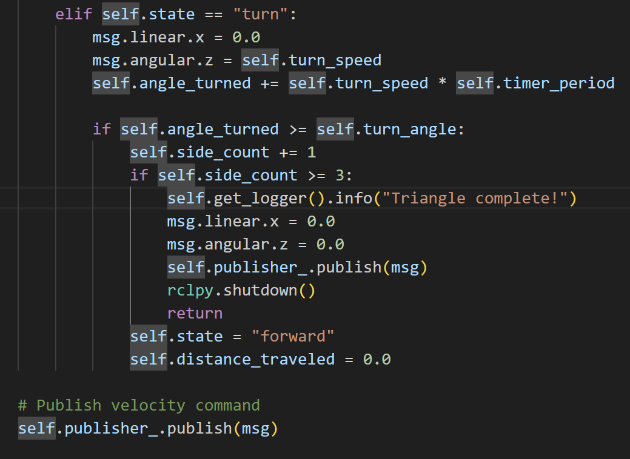 elif self.state == "turn":
msg.linear.x = 0.0
msg.angular.z = self.turn_speed
self.angle_turned += self.turn_speed * self.timer_period
if self.angle_turned >= self.turn_angle:
self.side_count += 1
if self.side_count >= 3:
self.get_logger().info("Triangle complete!")
msg.linear.x = 0.0
msg.angular.z = 0.0
self.publisher_.publish(msg)
rclpy.shutdown()
return
self.state = "forward"
self.distance_traveled = 0.0
# Publish velocity command
self.publisher_.publish(msg)